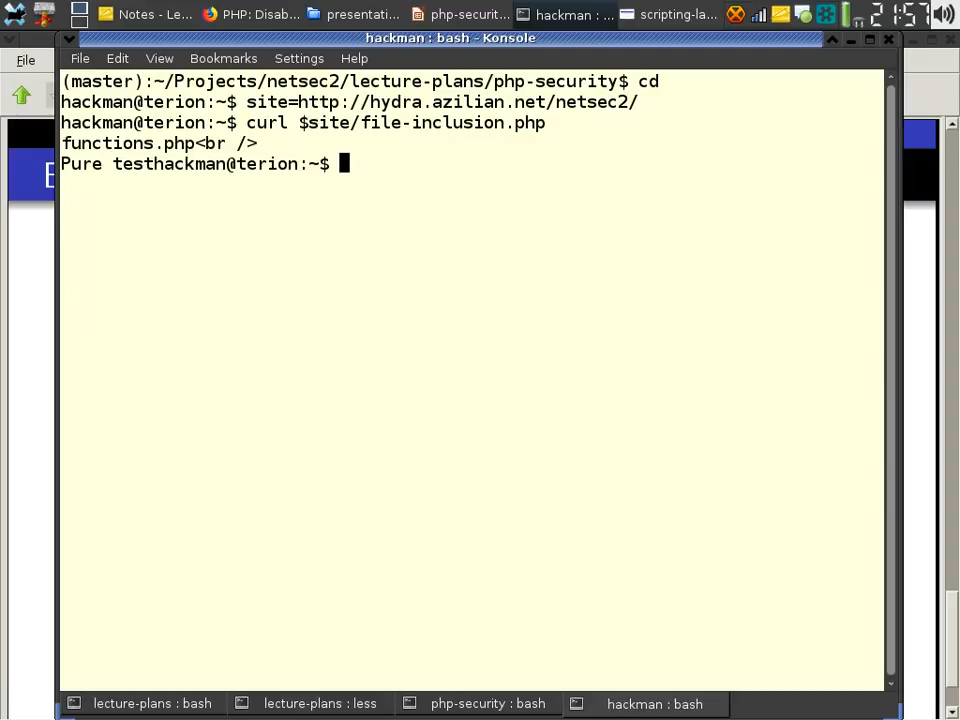 Notes - Le...
PHP: Disab...
presentati...
php-securit...
hackman : ...
scripting-la...
21:57
hackman : bash - Konsole
File
File Edit View Bookmarks Settings Help
(master):~/Projects/netsec2/lecture-plans/php-security$ cd
hackman@terion:~$ site=http://hydra.azilian.net/netsec2/
hackman@terion:~$ curl $site/file-inclusion.php
functions.php<br />
Pure testhackman@terion:~$
lecture-plans : bash
lecture-plans : less
php-security : bash
hackman : bash